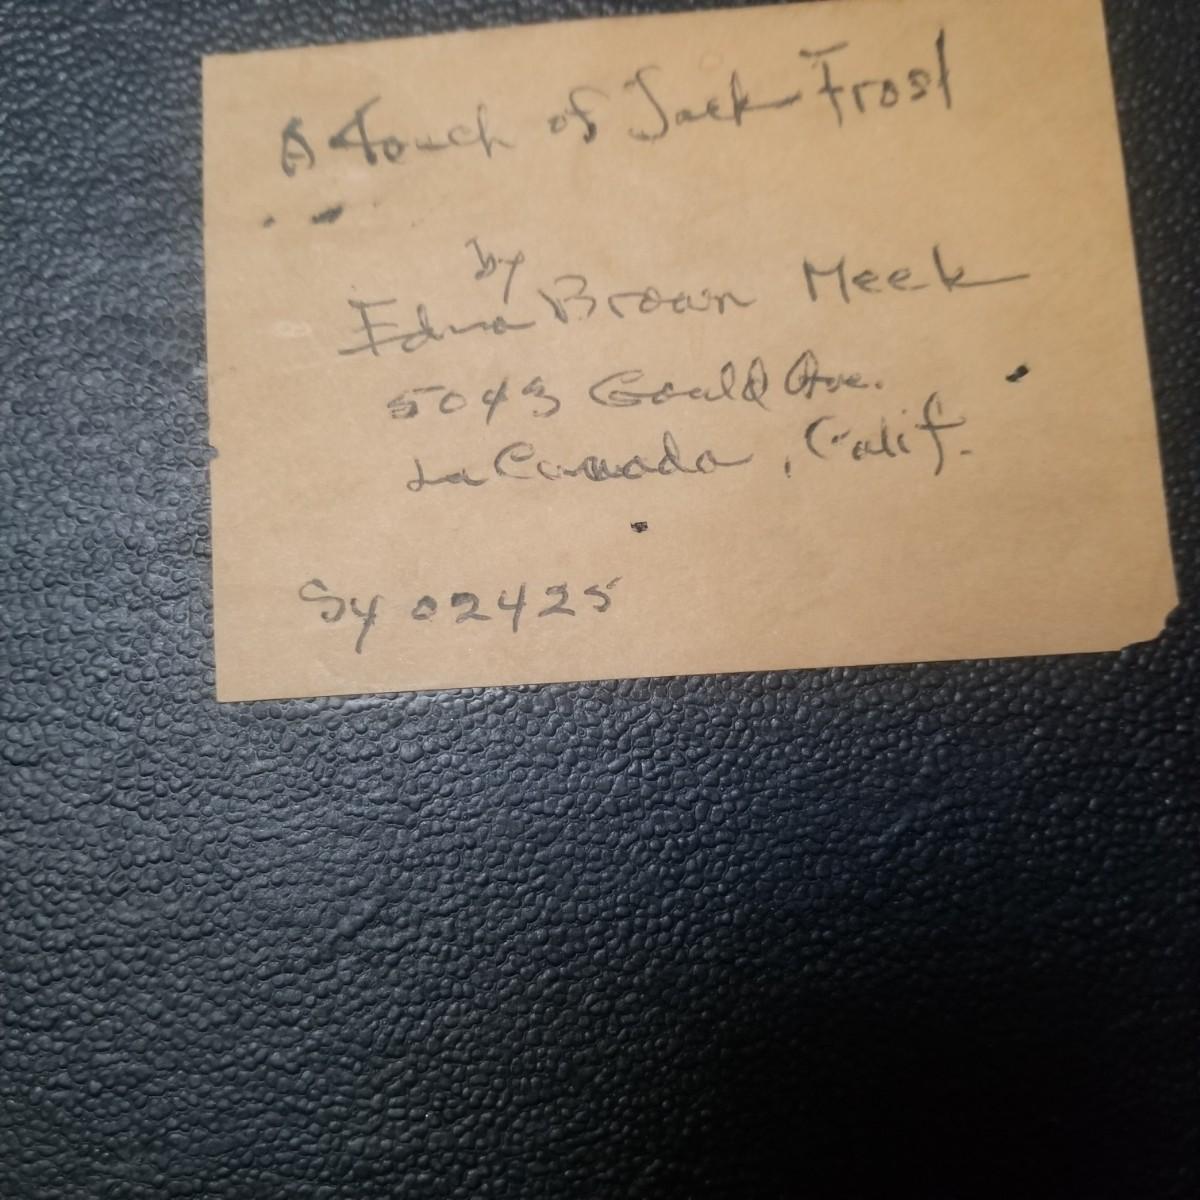 A Touch of Jack Frost
by
Edna Brown Meek
5043 Gould Ave.
La Canada, Calif.
Sy 02425